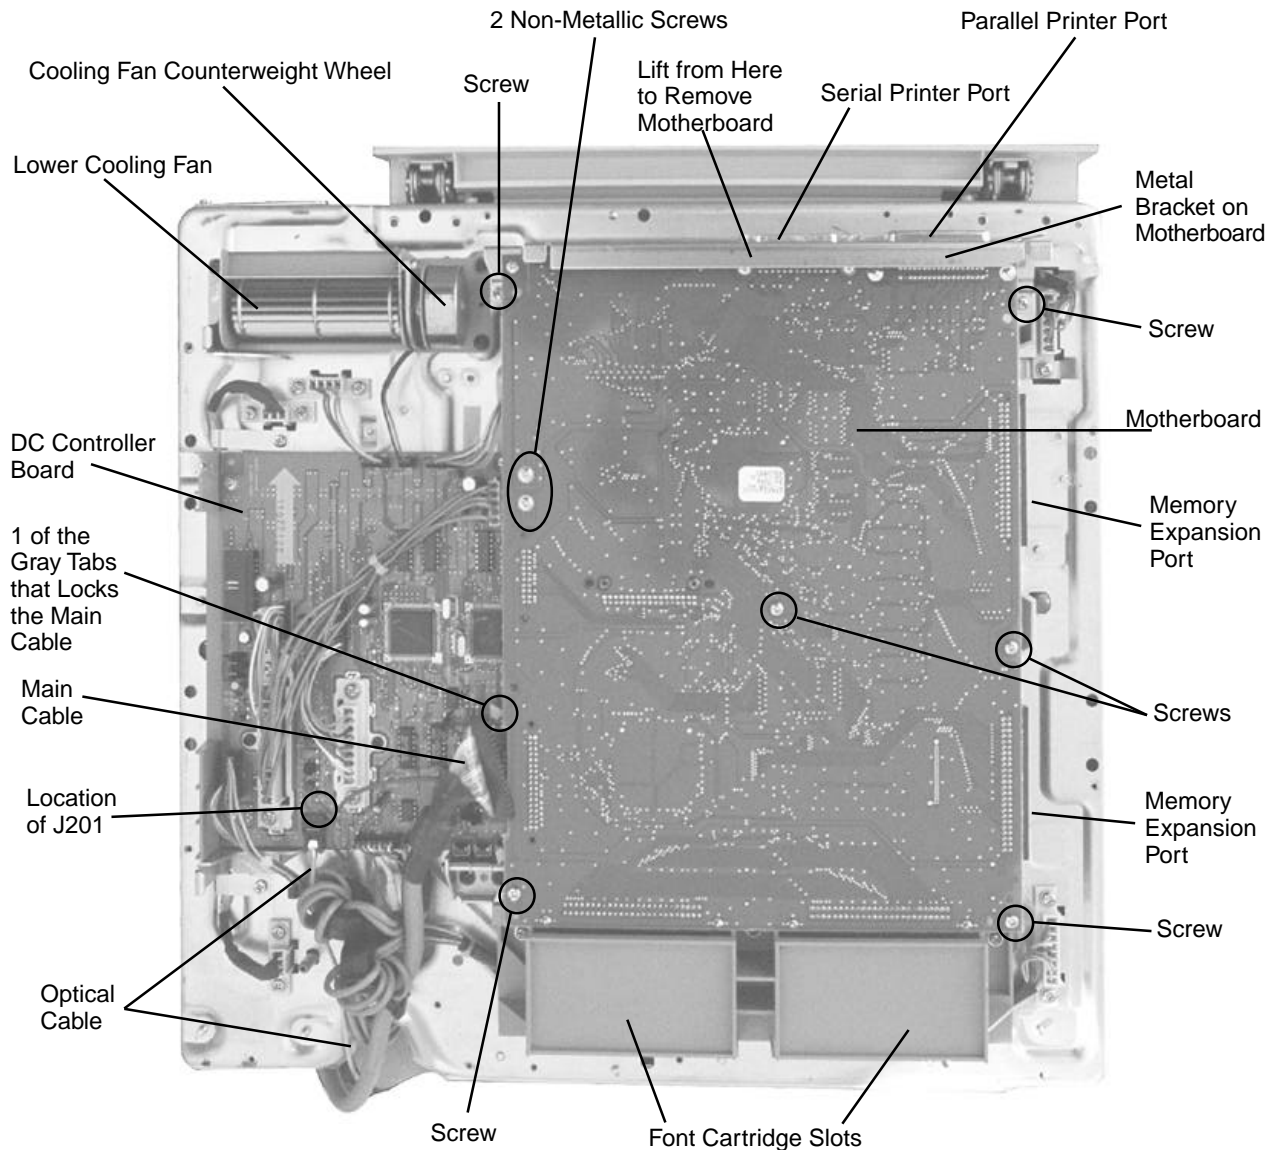 2 Non-Metallic Screws
Parallel Printer Port
Cooling Fan Counterweight Wheel
Screw
Lift from Here
to Remove
Motherboard
Serial Printer Port
Lower Cooling Fan
Metal
Bracket on
Motherboard
Screw
Motherboard
DC Controller
Board
Memory
Expansion
Port
1 of the
Gray Tabs
that Locks
the Main
Cable
Main
Cable
Screws
Location
of J201
Memory
Expansion
Port
Screw
Optical
Cable
Screw
Font Cartridge Slots